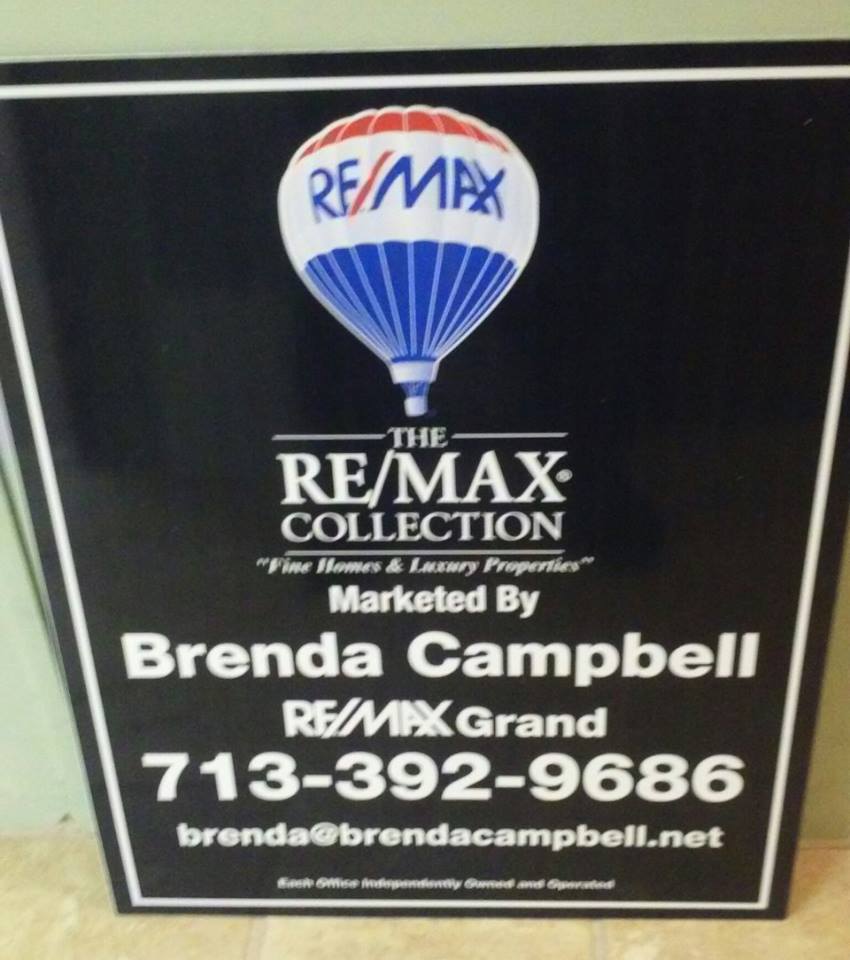 RE/MAX
THE
RE/MAX®
COLLECTION
"Fine Homes & Luxury Properties"
Marketed By
Brenda Campbell
RE/MAX Grand
713-392-9686
brenda@brendacampbell.net
Each Office Independently Owned and Operated